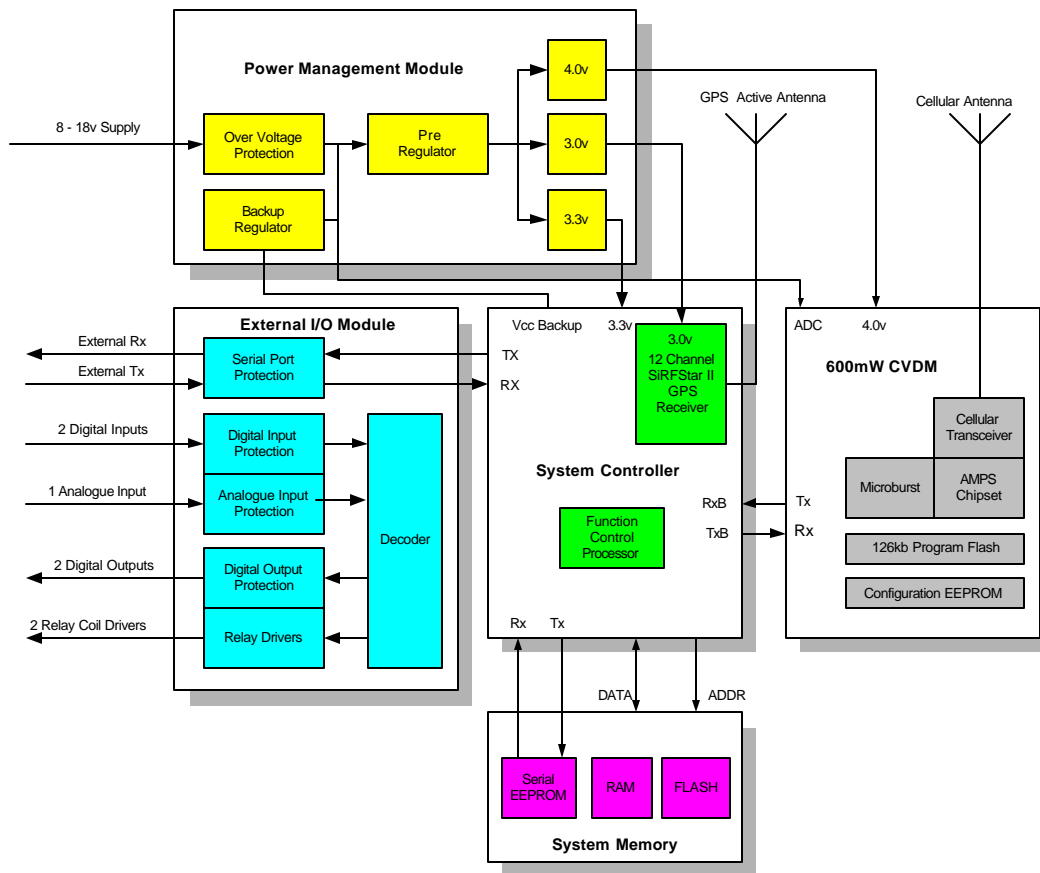 Power Management Module
8 - 18v Supply
Over Voltage
Protection
Pre
Regulator
4.0v
3.0v
3.3v
Backup
Regulator
GPS Active Antenna
Cellular Antenna
External I/O Module
External Rx
External Tx
Serial Port
Protection
2 Digital Inputs
Digital Input
Protection
1 Analogue Input
Analogue Input
Protection
Decoder
2 Digital Outputs
Digital Output
Protection
2 Relay Coil Drivers
Relay Drivers
Vcc Backup
3.3v
TX
RX
3.0v
12 Channel
SiRFStar II
GPS
Receiver
System Controller
Function
Control
Processor
RxB
TxB
Rx
Tx
ADC
4.0v
600mW CVDM
Cellular
Transceiver
Microburst
AMPS
Chipset
Tx
Rx
126kb Program Flash
Configuration EEPROM
DATA
ADDR
Serial
EEPROM
RAM
FLASH
System Memory